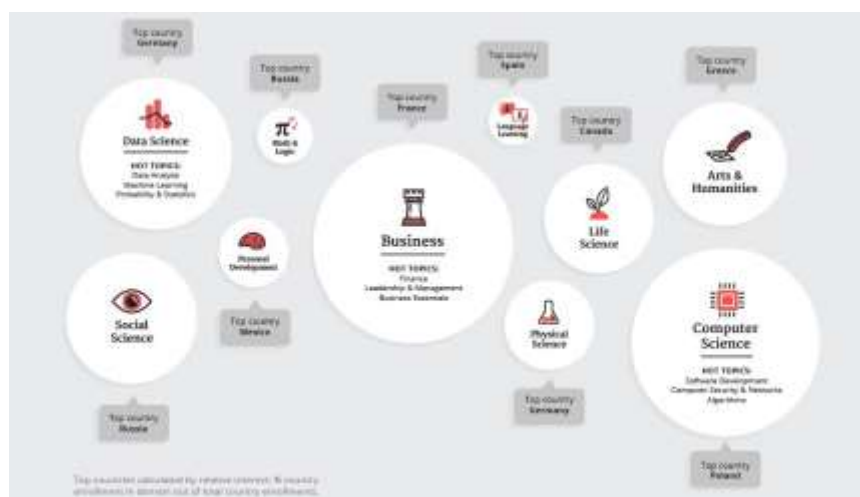 Top country
Germany
Data Science
HOT TOPICS:
Data Analysis
Machine Learning
Probability & Statistics
Top country
Russia
Math &
Logic
Top country
France
Business
HOT TOPICS:
Finance
Leadership & Management
Business Essentials
Top country
Spain
Language
Learning
Top country
Canada
Life
Science
Top country
Greece
Arts &
Humanities
Personal
Development
Top country
Mexico
Social
Science
Top country
Russia
Physical
Science
Top country
Germany
Computer
Science
HOT TOPICS:
Software Development
Computer Security & Networks
Algorithms
Top country
Poland
Top countries calculated by relative interest: % country
enrollment in domain out of total country enrollments.